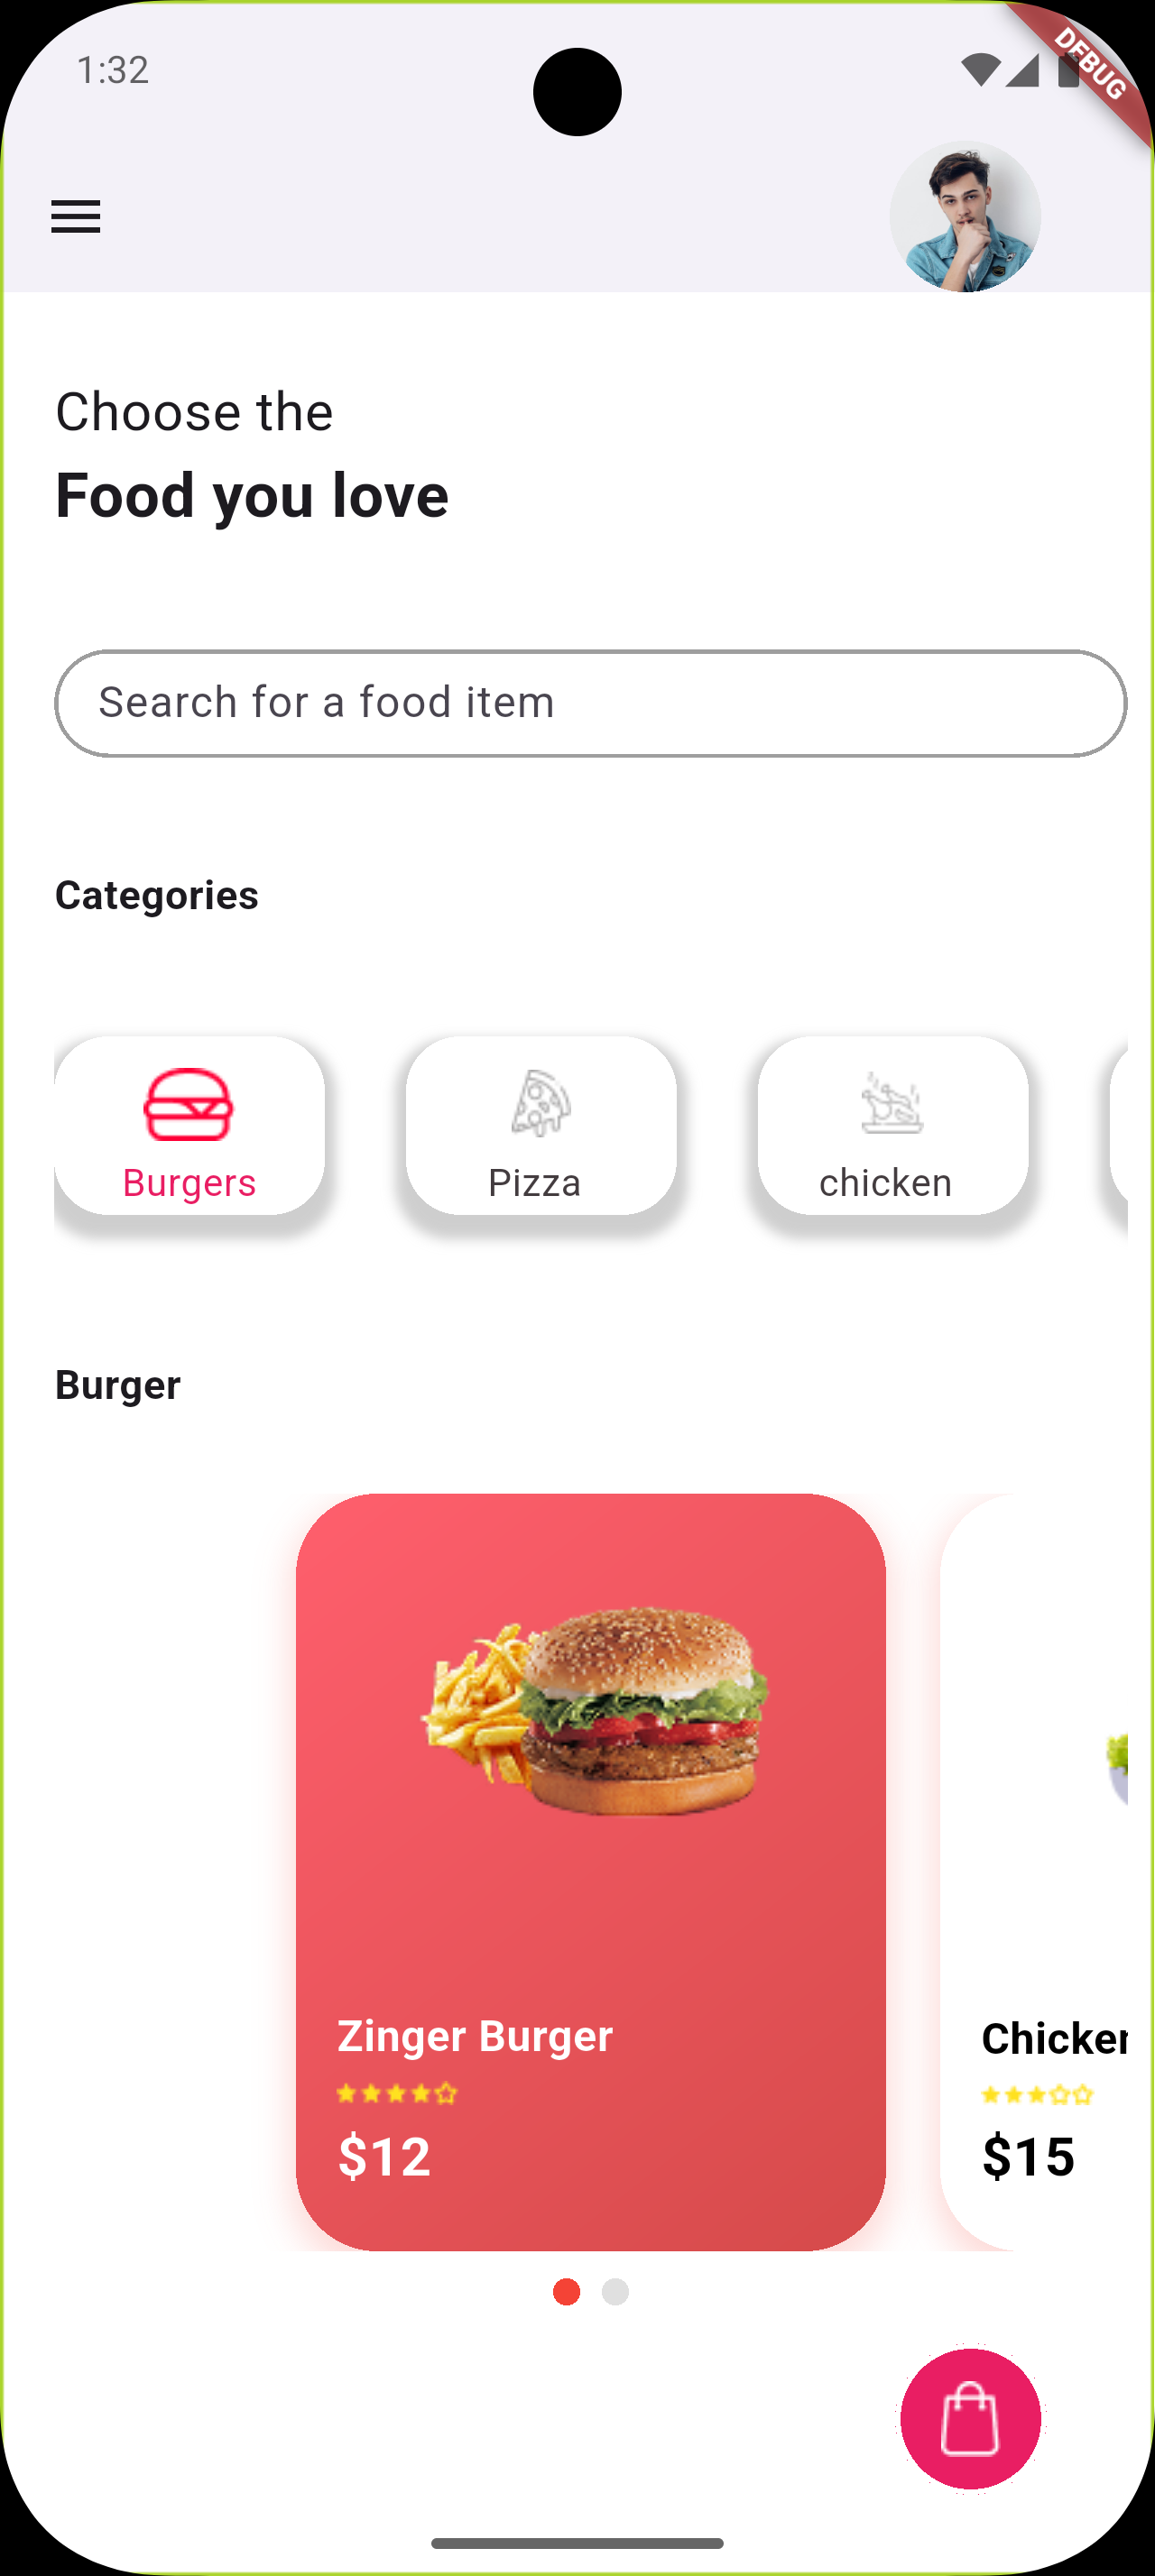 1:32
DEBUG
Choose the
Food you love
Search for a food item
Categories
Burgers
Pizza
chicken
Burger
Zinger Burger
$12
$15